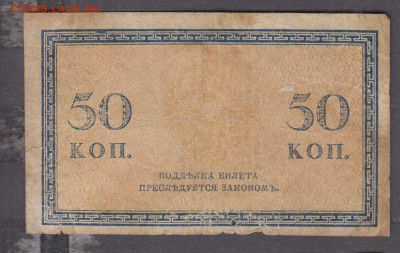 50 50
КОП. КОП.
ПОДДѢЛКА БИЛЕТА
ПРЕСЛѢДУЕТСЯ ЗАКОНОМЪ.